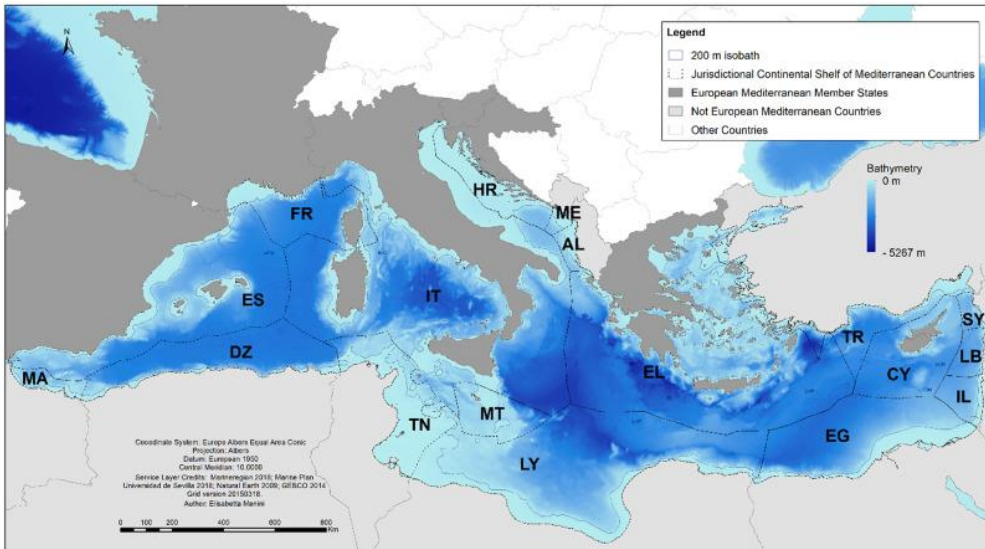 N
Legend
200 m isobath
Jurisdictional Continental Shelf of Mediterranean Countries
European Mediterranean Member States
Not European Mediterranean Countries
Other Countries
Bathymetry
0 m
- 5267 m
HR
ME
FR
AL
IT
ES
SY
TR
DZ
LB
EL
CY
MA
IL
MT
TN
EG
LY
Coordinate System: Europe Albers Equal Area Conic
Projection: Albers
Datum: European 1950
Central Meridian: 10.0000
Service Layer Credits: Marineregion 2018; Marine Plan
Universidad de Sevilla 2018; Natural Earth 2009; GEBCO 2014
Grid version 20150318.
Author: Elisabetta Manini
0 100 200 400 600 800
Km